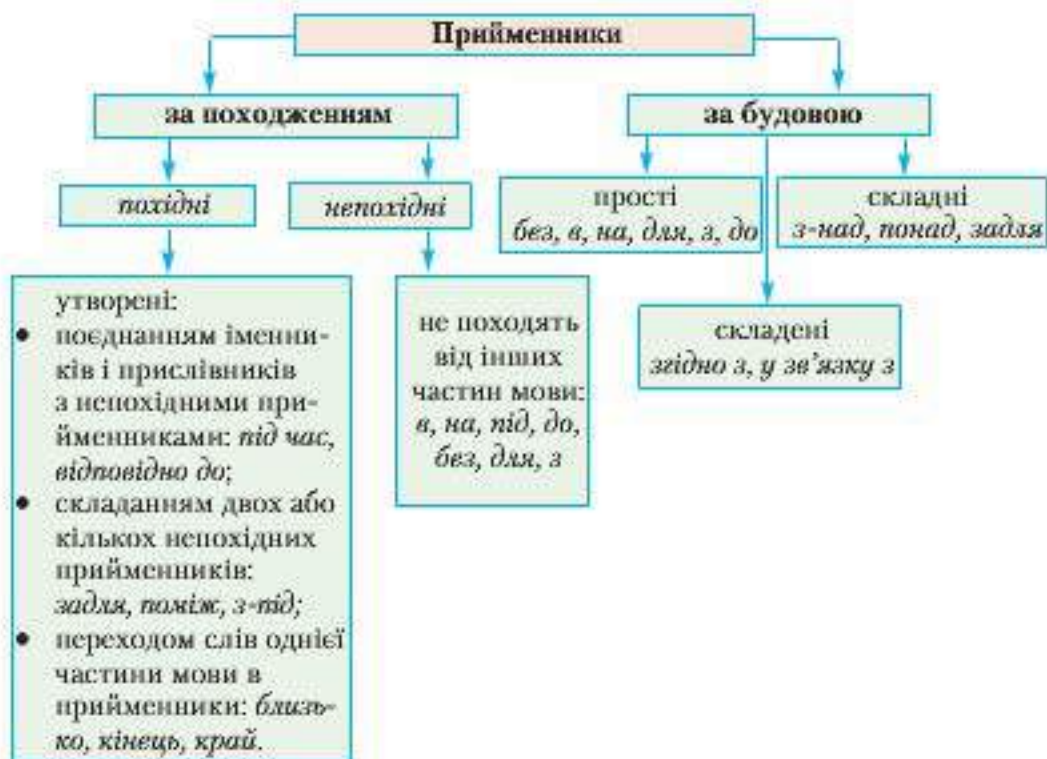 Прийменники
за походженням
за будовою
похідні
непохідні
прості
без, в, на, для, з, до
складні
з-над, понад, задля
складені
згідно з, у зв’язку з
утворені:
• поєднанням іменни-
ків і прислівників
з непохідними при-
йменниками: під час,
відповідно до;
• складанням двох або
кількох непохідних
прийменників:
задля, поміж, з-під;
• переходом слів однієї
частини мови в
прийменники: близь-
ко, кінець, край.
не походять
від інших
частин мови:
в, на, під, до,
без, для, з